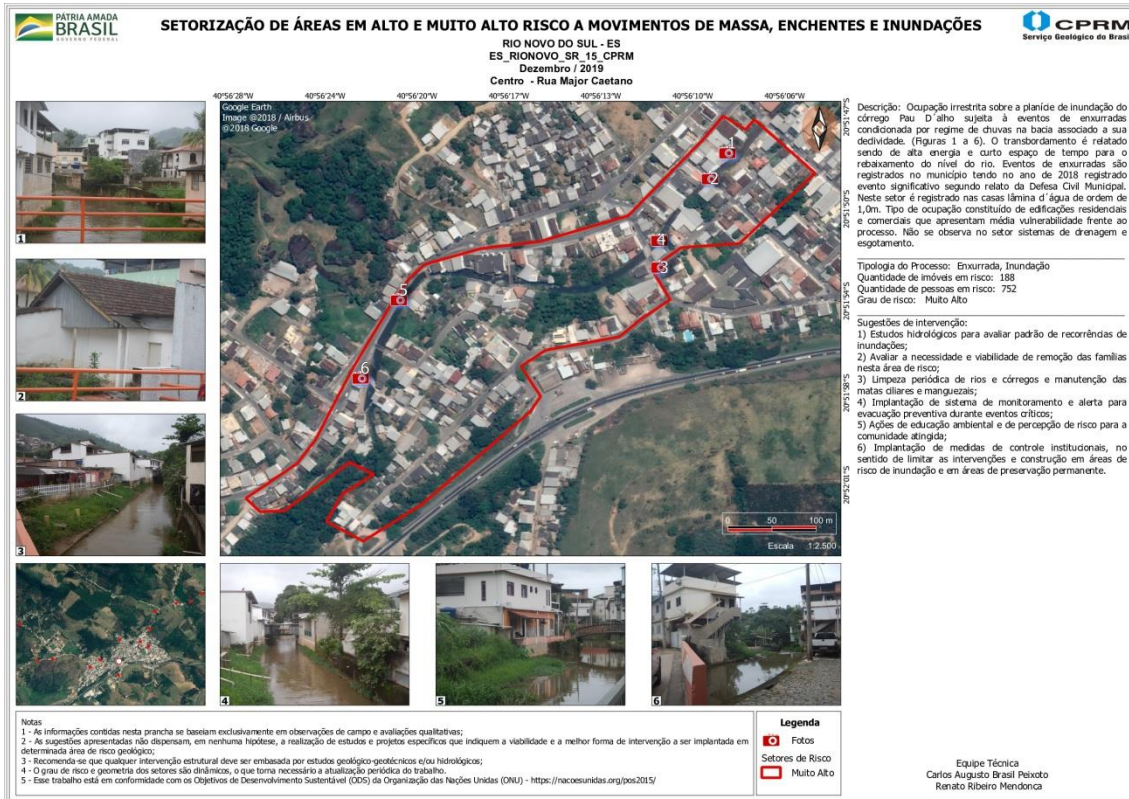 PÁTRIA AMADA
BRASIL
GOVERNO FEDERAL
SETORIZAÇÃO DE ÁREAS EM ALTO E MUITO ALTO RISCO A MOVIMENTOS DE MASSA, ENCHENTES E INUNDAÇÕES
RIO NOVO DO SUL - ES
ES_RIONOVO_SR_15_CPRM
Dezembro / 2019
Centro - Rua Major Caetano
CPRM
Serviço Geológico do Brasil
40°56'28"W 40°56'24"W 40°56'20"W 40°56'17"W 40°56'13"W 40°56'10"W 40°56'06"W
Google Earth
Image @2018 / Airbus
@2018 Google
20°51'47"S
20°51'50"S
20°51'54"S
20°51'58"S
20°52'01"S
1
2
4
3
5
6
0 50 100 m
Escala 1:2.500
1
2
3
4
5
6
Descrição: Ocupação irrestrita sobre a planície de inundação do
córrego Pau D´alho sujeita à eventos de enxurradas
condicionada por regime de chuvas na bacia associado a sua
declividade. (Figuras 1 a 6). O transbordamento é relatado
sendo de alta energia e curto espaço de tempo para o
rebaixamento do nível do rio. Eventos de enxurradas são
registrados no município tendo no ano de 2018 registrado
evento significativo segundo relato da Defesa Civil Municipal.
Neste setor é registrado nas casas lâmina d´água de ordem de
1,0m. Tipo de ocupação constituído de edificações residenciais
e comerciais que apresentam média vulnerabilidade frente ao
processo. Não se observa no setor sistemas de drenagem e
esgotamento.
Tipologia do Processo: Enxurrada, Inundação
Quantidade de imóveis em risco: 188
Quantidade de pessoas em risco: 752
Grau de risco: Muito Alto
Sugestões de intervenção:
1) Estudos hidrológicos para avaliar padrão de recorrências de
inundações;
2) Avaliar a necessidade e viabilidade de remoção das famílias
nesta área de risco;
3) Limpeza periódica de rios e córregos e manutenção das
matas ciliares e manguezais;
4) Implantação de sistema de monitoramento e alerta para
evacuação preventiva durante eventos críticos;
5) Ações de educação ambiental e de percepção de risco para a
comunidade atingida;
6) Implantação de medidas de controle institucionais, no
sentido de limitar as intervenções e construção em áreas de
risco de inundação e em áreas de preservação permanente.
Notas
1 - As informações contidas nesta prancha se baseiam exclusivamente em observações de campo e avaliações qualitativas;
2 - As sugestões apresentadas não dispensam, em nenhuma hipótese, a realização de estudos e projetos específicos que indiquem a viabilidade e a melhor forma de intervenção a ser implantada em
determinada área de risco geológico;
3 - Recomenda-se que qualquer intervenção estrutural deve ser embasada por estudos geológico-geotécnicos e/ou hidrológicos;
4 - O grau de risco e geometria dos setores são dinâmicos, o que torna necessário a atualização periódica do trabalho.
5 - Esse trabalho está em conformidade com os Objetivos de Desenvolvimento Sustentável (ODS) da Organização das Nações Unidas (ONU) - https://nacoesunidas.org/pos2015/
Legenda
Fotos
Setores de Risco
Muito Alto
Equipe Técnica
Carlos Augusto Brasil Peixoto
Renato Ribeiro Mendonca